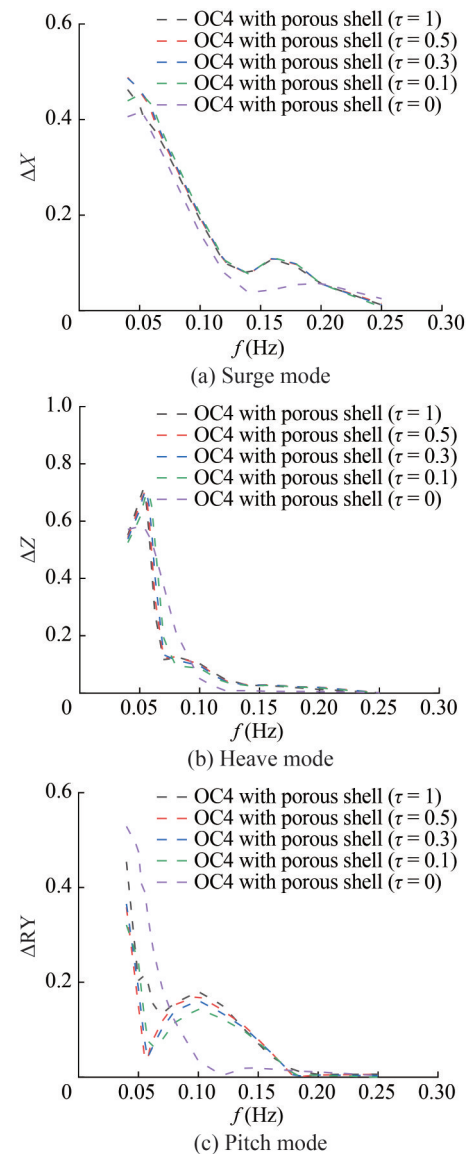 0.6
OC4 with porous shell (τ = 1)
OC4 with porous shell (τ = 0.5)
OC4 with porous shell (τ = 0.3)
OC4 with porous shell (τ = 0.1)
OC4 with porous shell (τ = 0)
0.4
ΔX
0.2
0 0.05 0.10 0.15 0.20 0.25 0.30
f (Hz)
(a) Surge mode
1.0
OC4 with porous shell (τ = 1)
OC4 with porous shell (τ = 0.5)
0.8
OC4 with porous shell (τ = 0.3)
OC4 with porous shell (τ = 0.1)
OC4 with porous shell (τ = 0)
0.6
ΔZ
0.4
0.2
0 0.05 0.10 0.15 0.20 0.25 0.30
f (Hz)
(b) Heave mode
0.6
OC4 with porous shell (τ = 1)
OC4 with porous shell (τ = 0.5)
OC4 with porous shell (τ = 0.3)
OC4 with porous shell (τ = 0.1)
OC4 with porous shell (τ = 0)
0.4
ΔRY
0.2
0 0.05 0.10 0.15 0.20 0.25 0.30
f (Hz)
(c) Pitch mode